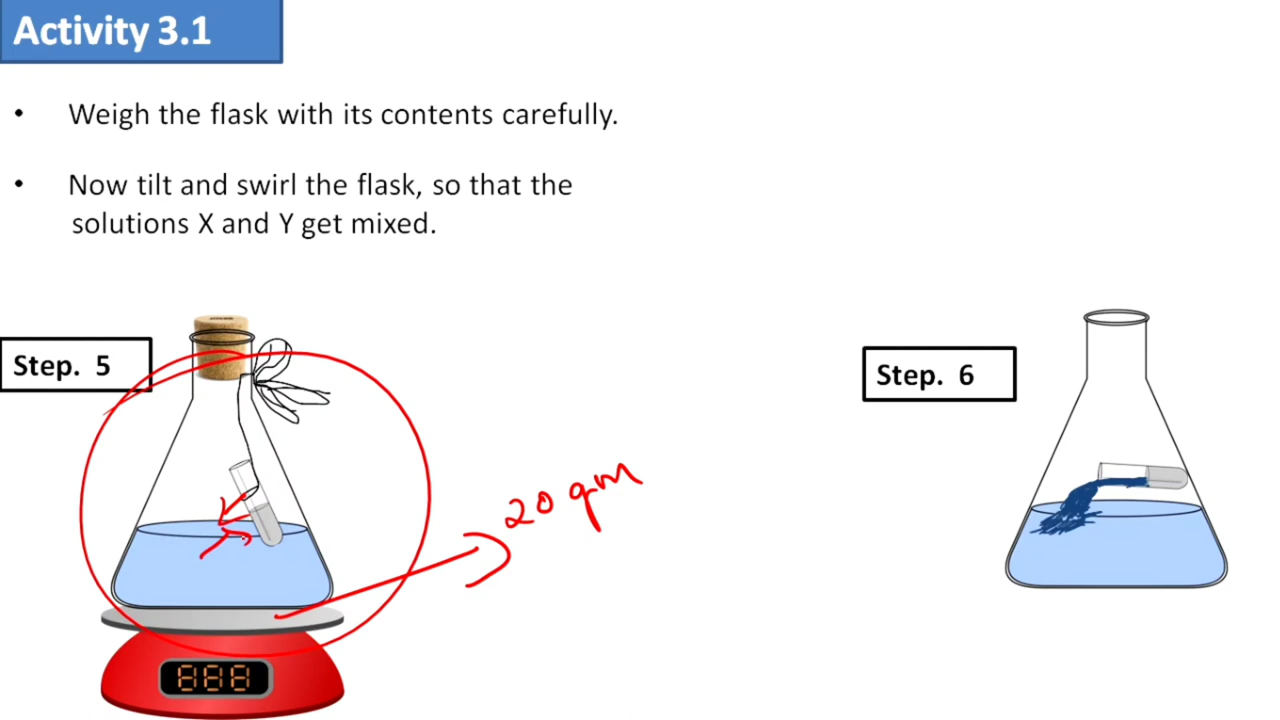 Activity 3.1
• Weigh the flask with its contents carefully.
• Now tilt and swirl the flask, so that the
solutions X and Y get mixed.
Step. 5
Step. 6
20 gm
888